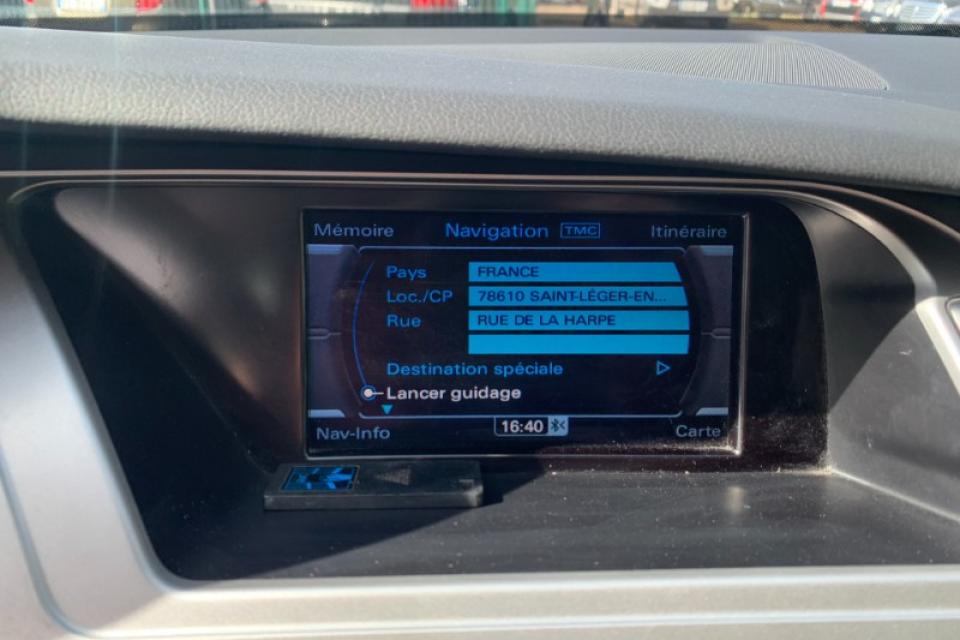 Mémoire Navigation TMC Itinéraire
Pays FRANCE
Loc./CP 78610 SAINT-LÉGER-EN...
Rue RUE DE LA HARPE
Destination spéciale
Lancer guidage
Nav-Info 16:40 Carte